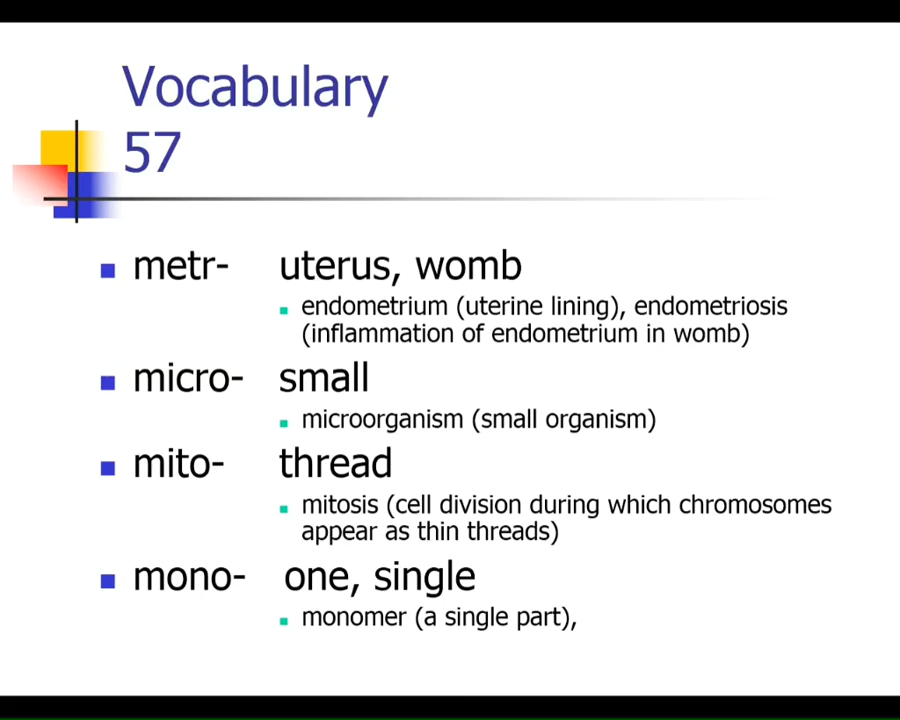 Vocabulary
57
metr- uterus, womb
endometrium (uterine lining), endometriosis
(inflammation of endometrium in womb)
micro- small
microorganism (small organism)
mito- thread
mitosis (cell division during which chromosomes
appear as thin threads)
mono- one, single
monomer (a single part),